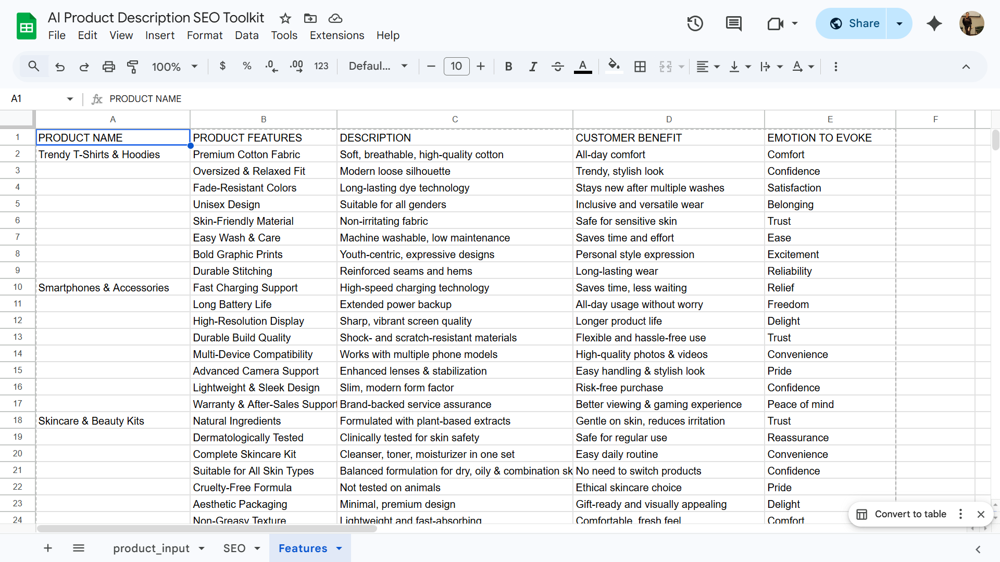 AI Product Description SEO Toolkit
File Edit View Insert Format Data Tools Extensions Help
Share
100% $ % .0 .00 123 Defaul... 10 B I A A
A1 fx PRODUCT NAME
A B C D E F
1 PRODUCT NAME PRODUCT FEATURES DESCRIPTION CUSTOMER BENEFIT EMOTION TO EVOKE
2 Trendy T-Shirts & Hoodies Premium Cotton Fabric Soft, breathable, high-quality cotton All-day comfort Comfort
3 Oversized & Relaxed Fit Modern loose silhouette Trendy, stylish look Confidence
4 Fade-Resistant Colors Long-lasting dye technology Stays new after multiple washes Satisfaction
5 Unisex Design Suitable for all genders Inclusive and versatile wear Belonging
6 Skin-Friendly Material Non-irritating fabric Safe for sensitive skin Trust
7 Easy Wash & Care Machine washable, low maintenance Saves time and effort Ease
8 Bold Graphic Prints Youth-centric, expressive designs Personal style expression Excitement
9 Durable Stitching Reinforced seams and hems Long-lasting wear Reliability
10 Smartphones & Accessories Fast Charging Support High-speed charging technology Saves time, less waiting Relief
11 Long Battery Life Extended power backup All-day usage without worry Freedom
12 High-Resolution Display Sharp, vibrant screen quality Longer product life Delight
13 Durable Build Quality Shock- and scratch-resistant materials Flexible and hassle-free use Trust
14 Multi-Device Compatibility Works with multiple phone models High-quality photos & videos Convenience
15 Advanced Camera Support Enhanced lenses & stabilization Easy handling & stylish look Pride
16 Lightweight & Sleek Design Slim, modern form factor Risk-free purchase Confidence
17 Warranty & After-Sales Support Brand-backed service assurance Better viewing & gaming experience Peace of mind
18 Skincare & Beauty Kits Natural Ingredients Formulated with plant-based extracts Gentle on skin, reduces irritation Trust
19 Dermatologically Tested Clinically tested for skin safety Safe for regular use Reassurance
20 Complete Skincare Kit Cleanser, toner, moisturizer in one set Easy daily routine Convenience
21 Suitable for All Skin Types Balanced formulation for dry, oily & combination sk No need to switch products Confidence
22 Cruelty-Free Formula Not tested on animals Ethical skincare choice Pride
23 Aesthetic Packaging Minimal, premium design Gift-ready and visually appealing Delight
24 Non-Greasy Texture Lightweight and fast-absorbing Comfortable, fresh feel Comfort
Convert to table
product_input SEO Features